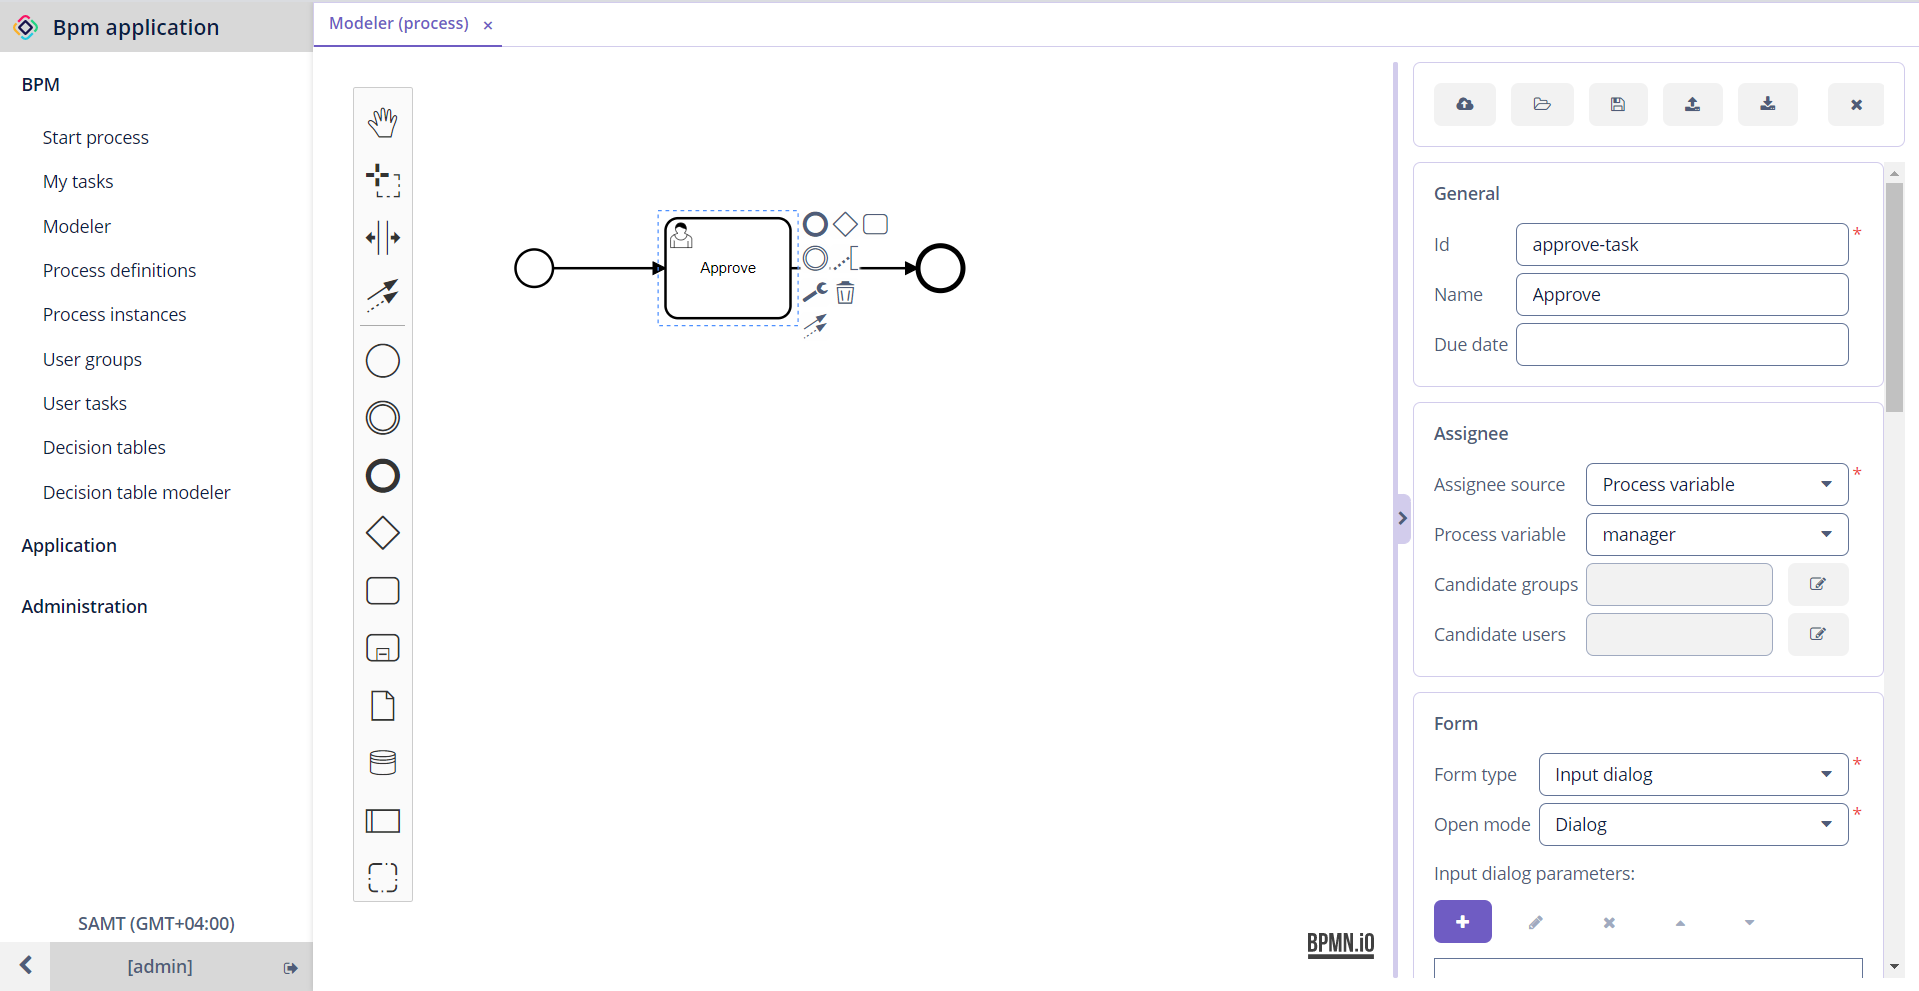 Bpm application
Modeler (process)
BPM
Start process
My tasks
Modeler
Process definitions
Process instances
User groups
User tasks
Decision tables
Decision table modeler
Application
Administration
SAMT (GMT+04:00)
[admin]
Approve
BPMN.iO
General
Id
approve-task
*
Name
Approve
Due date
Assignee
Assignee source
Process variable
*
Process variable
manager
Candidate groups
Candidate users
Form
Form type
Input dialog
*
Open mode
Dialog
*
Input dialog parameters: